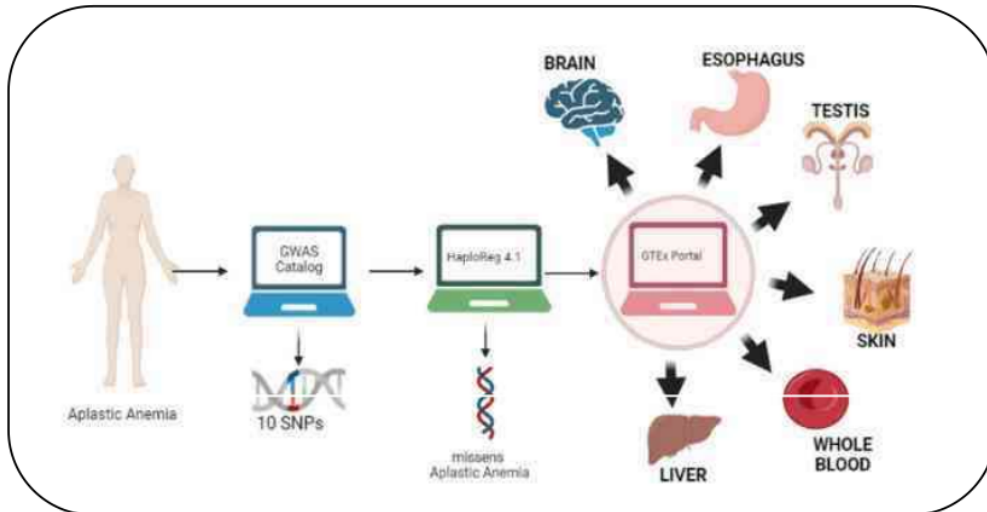 BRAIN
ESOPHAGUS
TESTIS
GWAS
Catalog
HaploReg 4.1
GTEx Portal
SKIN
Aplastic Anemia
10 SNPs
missens
Aplastic Anemia
LIVER
WHOLE
BLOOD